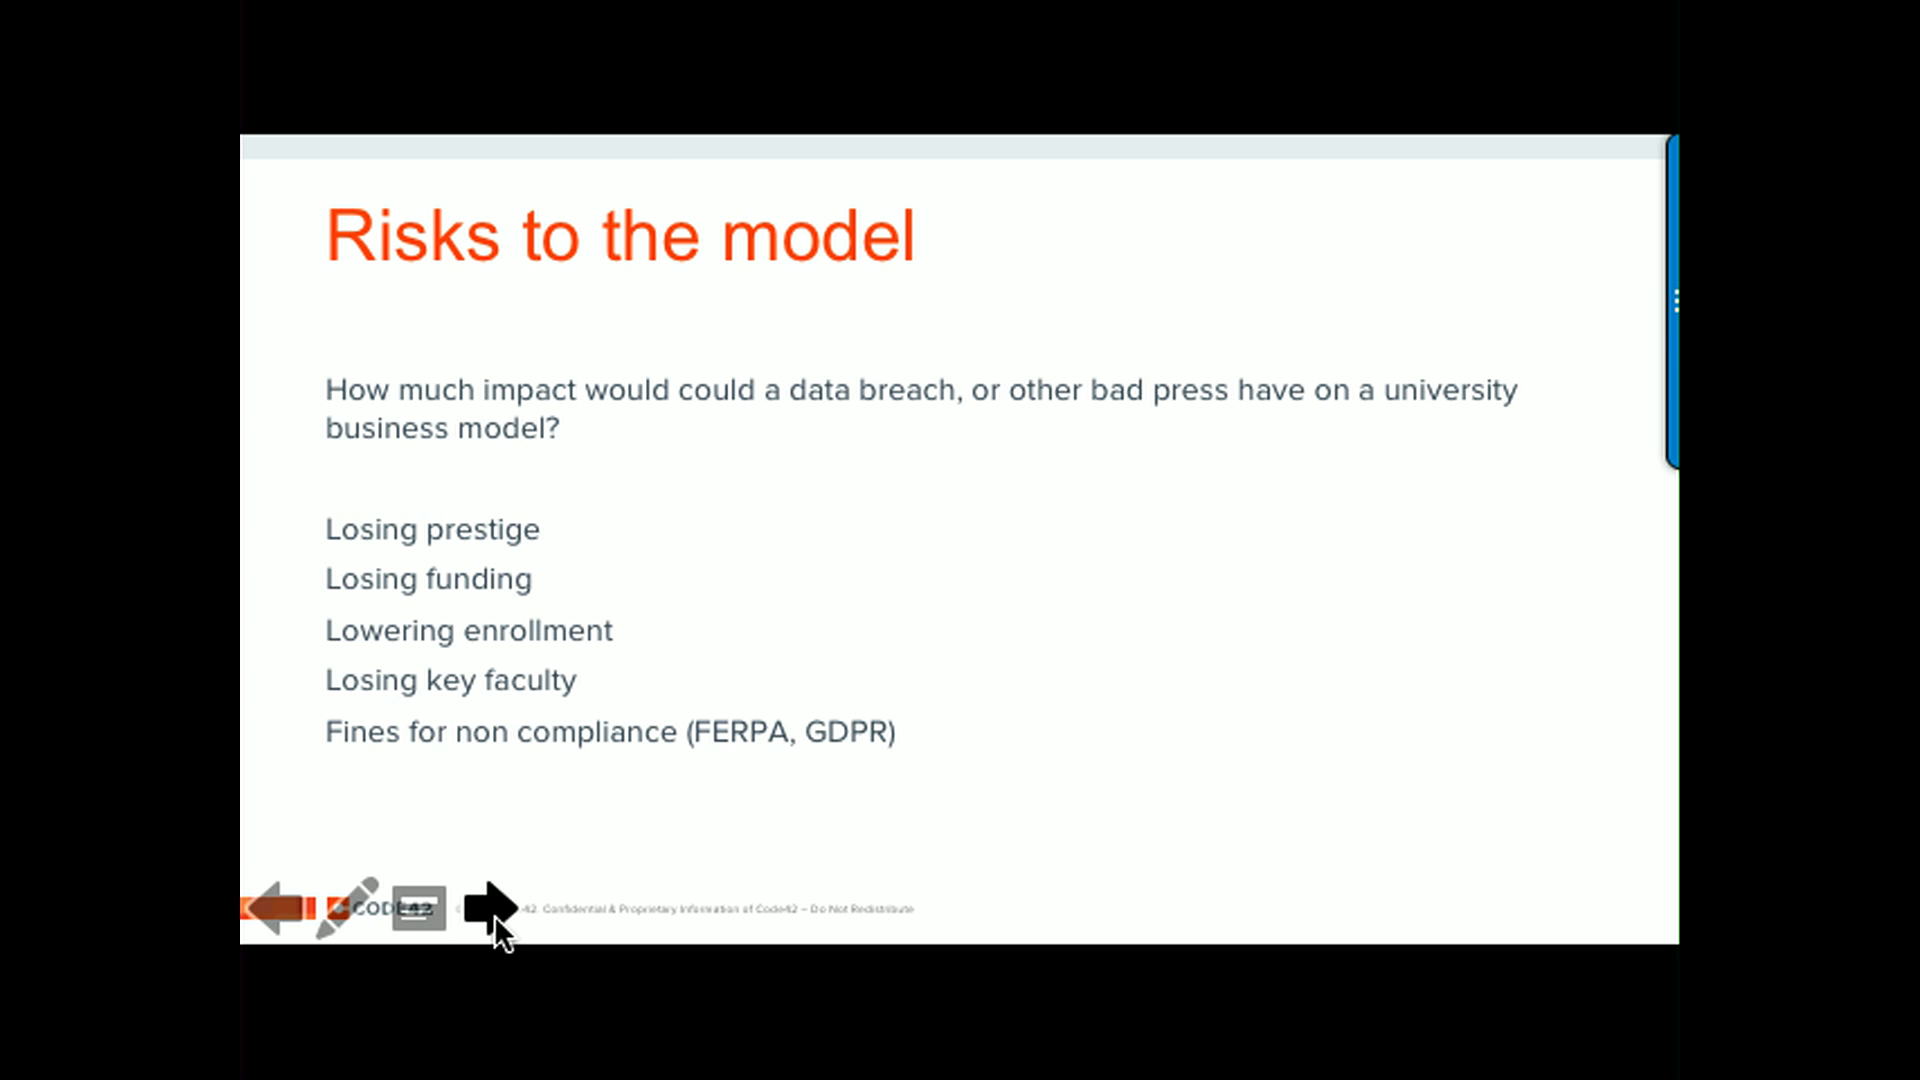 Risks to the model
How much impact would could a data breach, or other bad press have on a university
business model?
Losing prestige
Losing funding
Lowering enrollment
Losing key faculty
Fines for non compliance (FERPA, GDPR)
CODE42 42 Confidential & Proprietary Information of Code42 – Do Not Redistribute